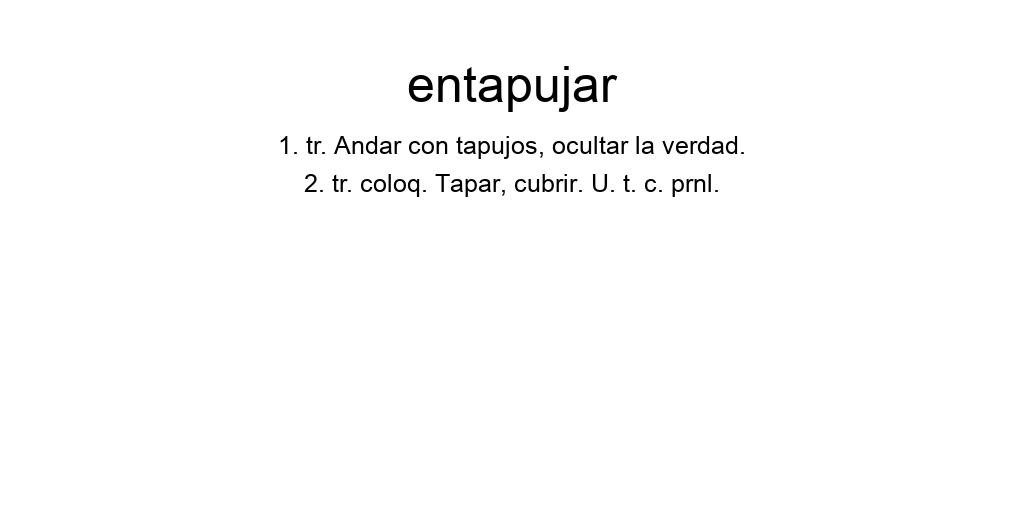 entapujar
1. tr. Andar con tapujos, ocultar la verdad.
2. tr. coloq. Tapar, cubrir. U. t. c. prnl.